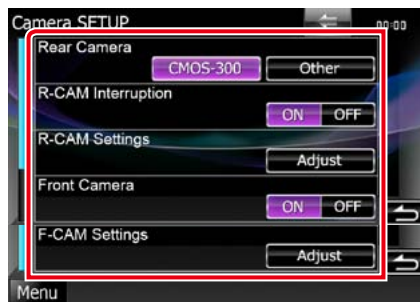 Camera SETUP 00:00
Rear Camera
CMOS-300 Other
R-CAM Interruption
ON OFF
R-CAM Settings
Adjust
Front Camera
ON OFF
F-CAM Settings
Adjust
Menu